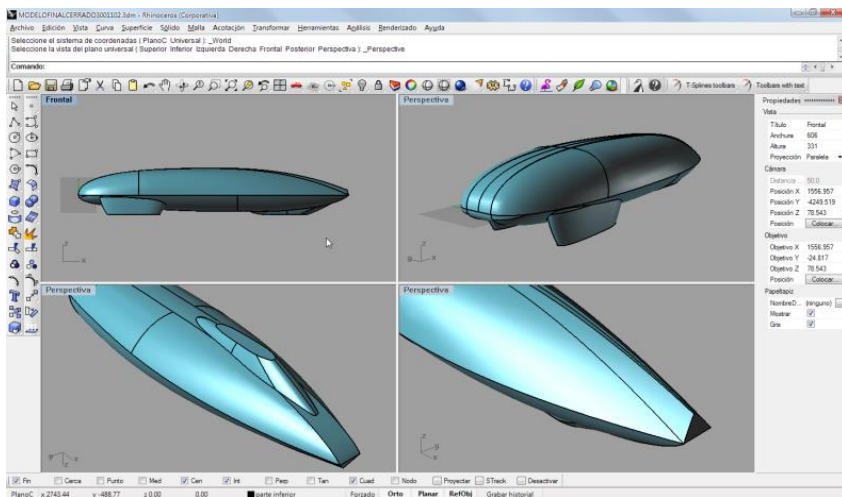 MODELOFINALCERRADO3001102.3dm - Rhinoceros (Corporativa)
Archivo Edición Vista Curva Superficie Sólido Malla Acotación Transformar Herramientas Análisis Renderizado Ayuda
Seleccione el sistema de coordenadas ( PlanoC Universal ): _World
Seleccione la vista del plano universal ( Superior Inferior Izquierda Derecha Frontal Posterior Perspectiva ): _Perspective
Comando:
T-Splines toolbars Toolbars with text
Frontal
z x
Perspectiva
z y x
Perspectiva
z y x
Perspectiva
z y x
Propiedades
Vista
Título Frontal
Anchura 606
Altura 331
Proyección Paralela
Cámara
Distancia ... 50.0
Posición X 1556.957
Posición Y -4249.519
Posición Z 78.543
Posición Colocar...
Objetivo
Objetivo X 1556.957
Objetivo Y -24.817
Objetivo Z 78.543
Posición Colocar...
Papeltapiz
NombreD... (ninguno) ...
Mostrar
Gris
Fin Cerca Punto Med Cen Int Perp Tan Cuad Nodo Proyectar STrack Desactivar
PlanoC x 2743.44 y -488.77 z 0.00 0.00 parte inferior Forzado Orto Planar RefObj Grabar historial